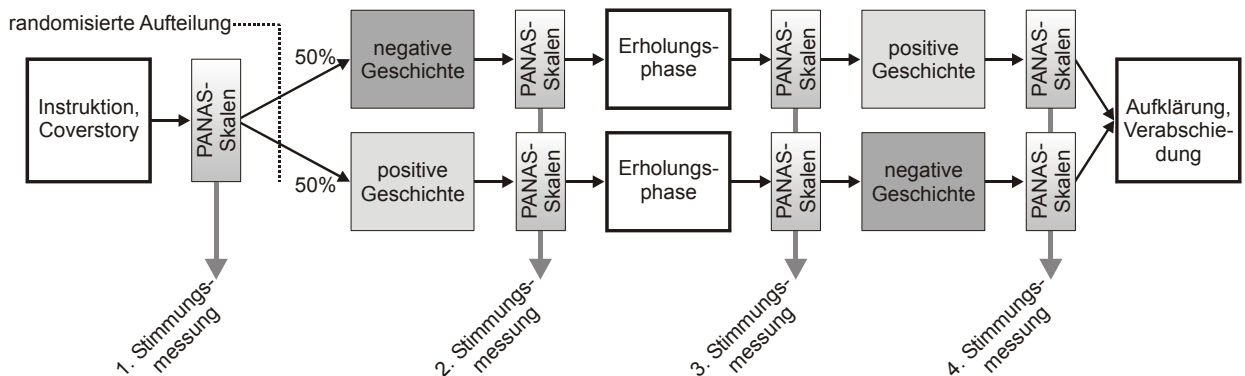 randomisierte Aufteilung
Instruktion,
Coverstory
PANAS-
Skalen
50%
negative
Geschichte
PANAS-
Skalen
Erholungs-
phase
PANAS-
Skalen
positive
Geschichte
PANAS-
Skalen
50%
positive
Geschichte
PANAS-
Skalen
Erholungs-
phase
PANAS-
Skalen
negative
Geschichte
PANAS-
Skalen
Aufklärung,
Verabschie-
dung
1. Stimmungs-
messung
2. Stimmungs-
messung
3. Stimmungs-
messung
4. Stimmungs-
messung